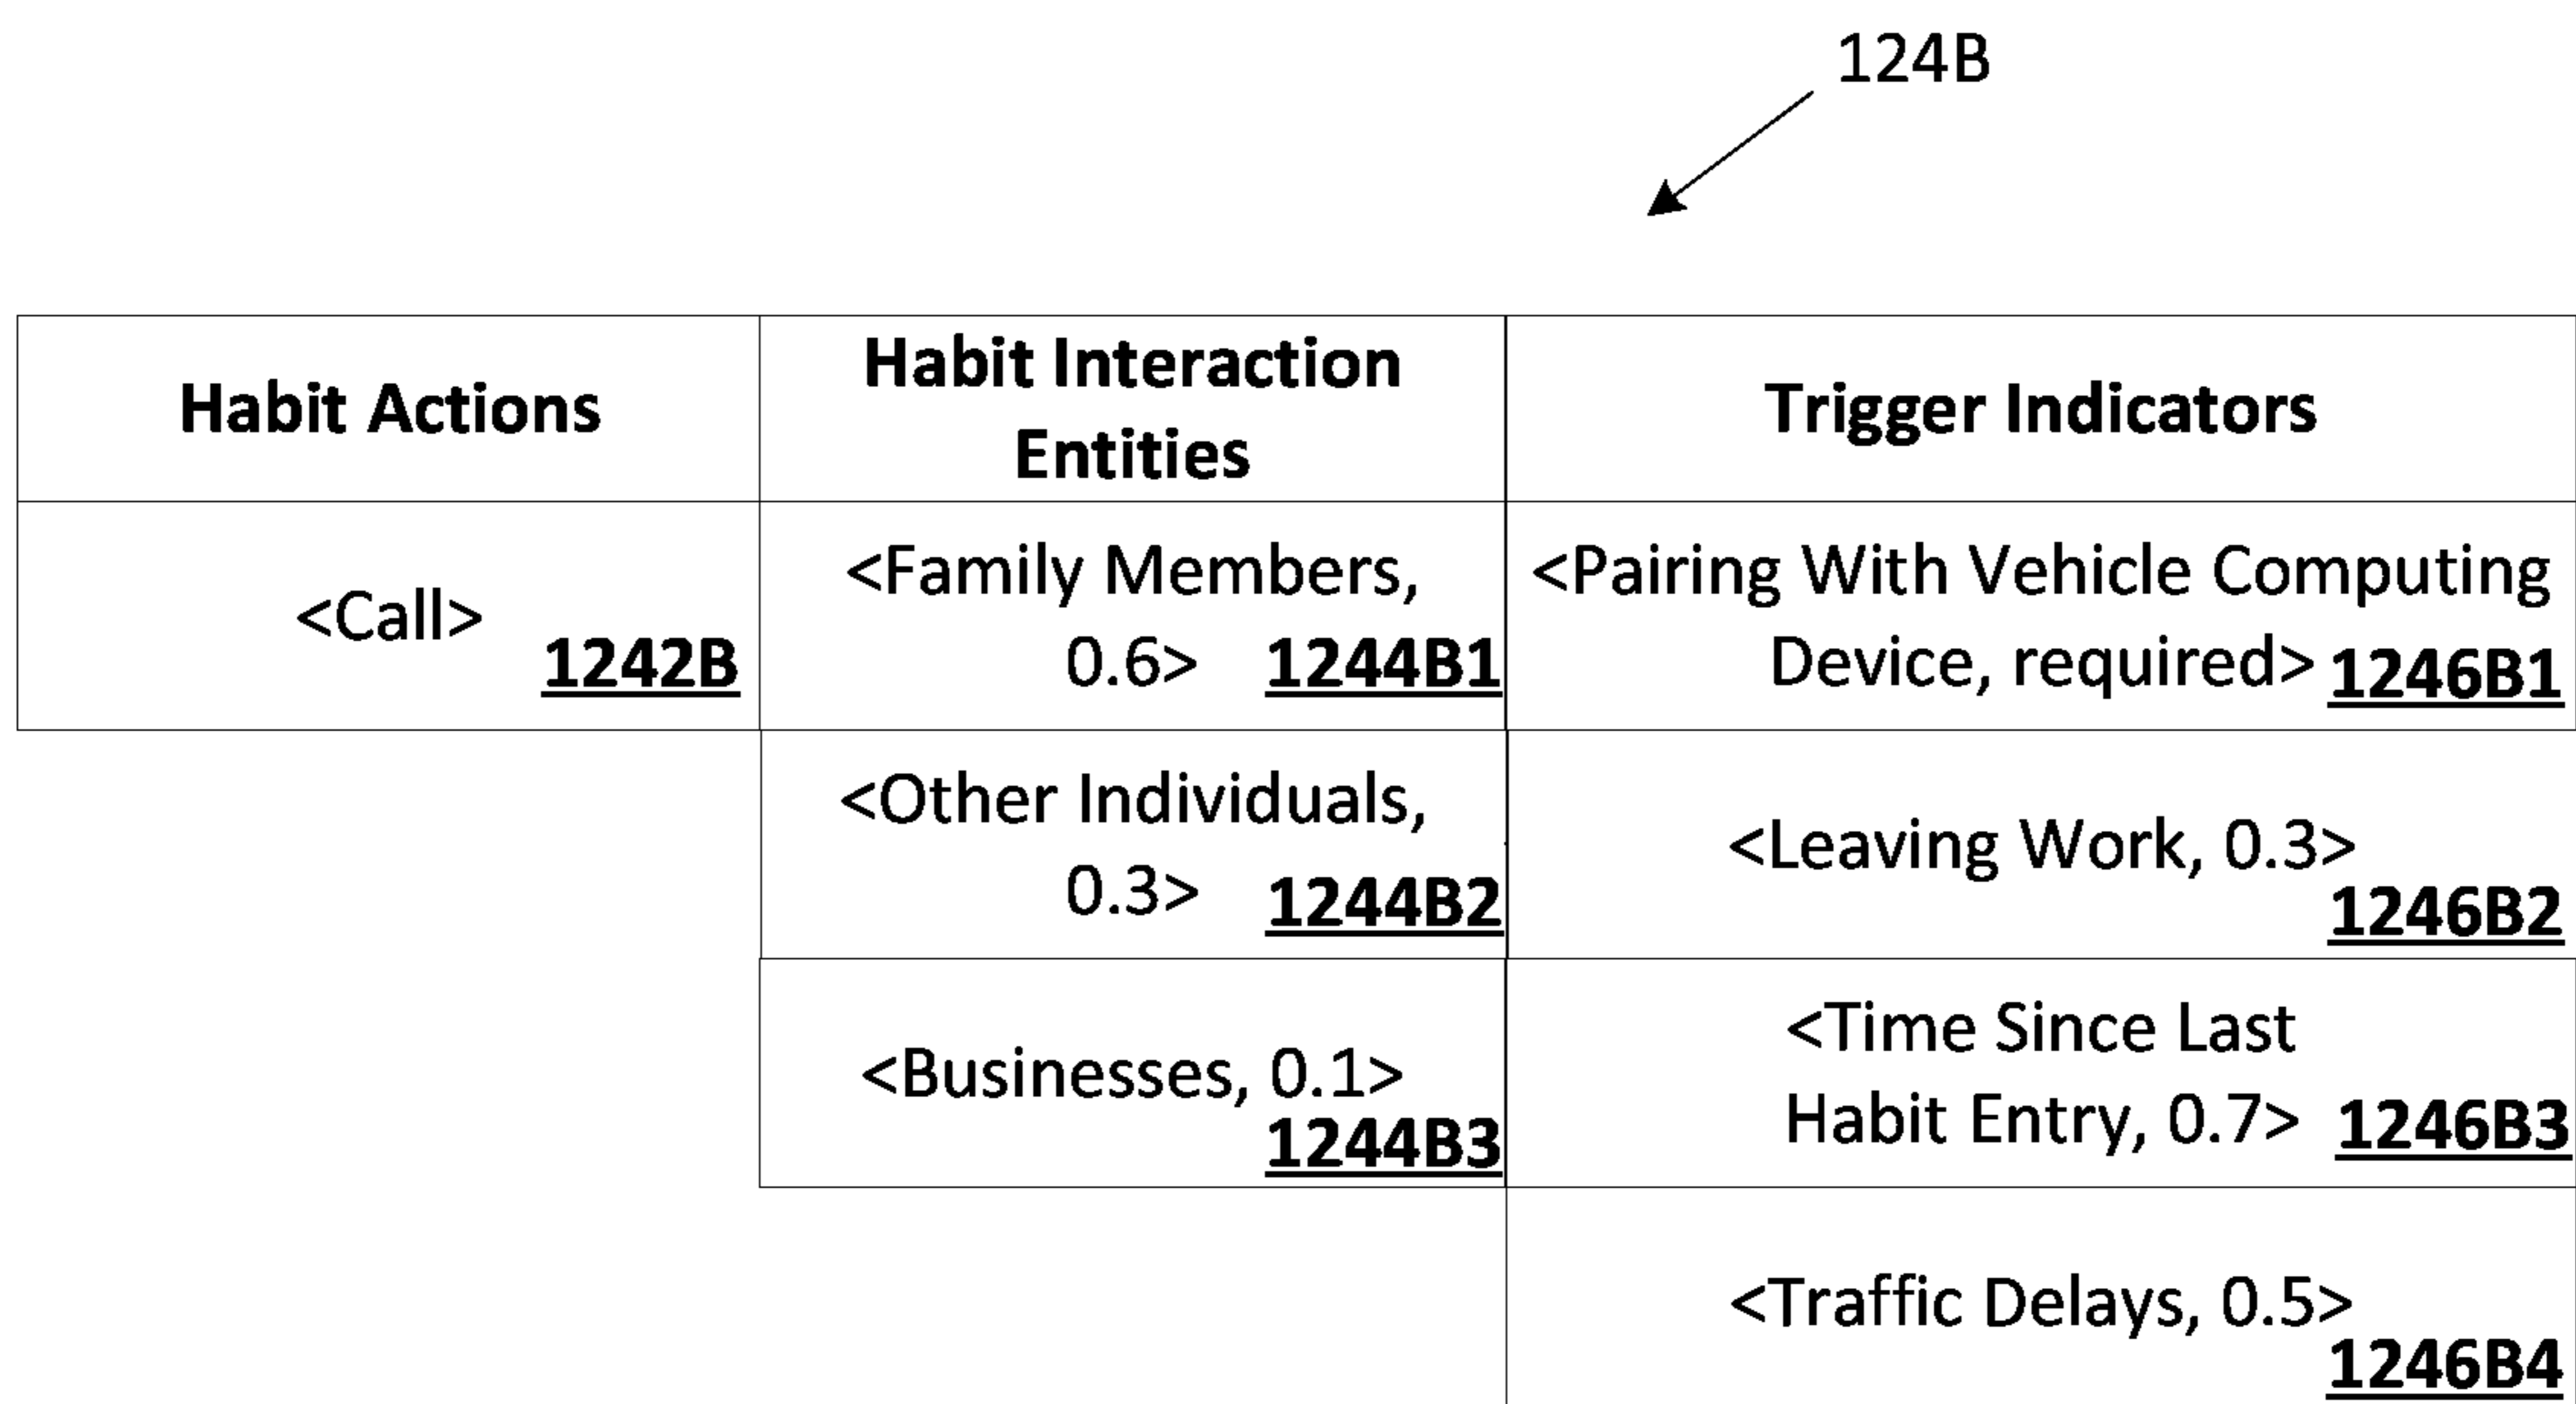 124B
Habit Actions
Habit Interaction
Entities
Trigger Indicators
<Call>
1242B
<Family Members,
0.6> 1244B1
<Pairing With Vehicle Computing
Device, required> 1246B1
<Other Individuals,
0.3> 1244B2
<Leaving Work, 0.3>
1246B2
<Businesses, 0.1>
1244B3
<Time Since Last
Habit Entry, 0.7> 1246B3
<Traffic Delays, 0.5>
1246B4